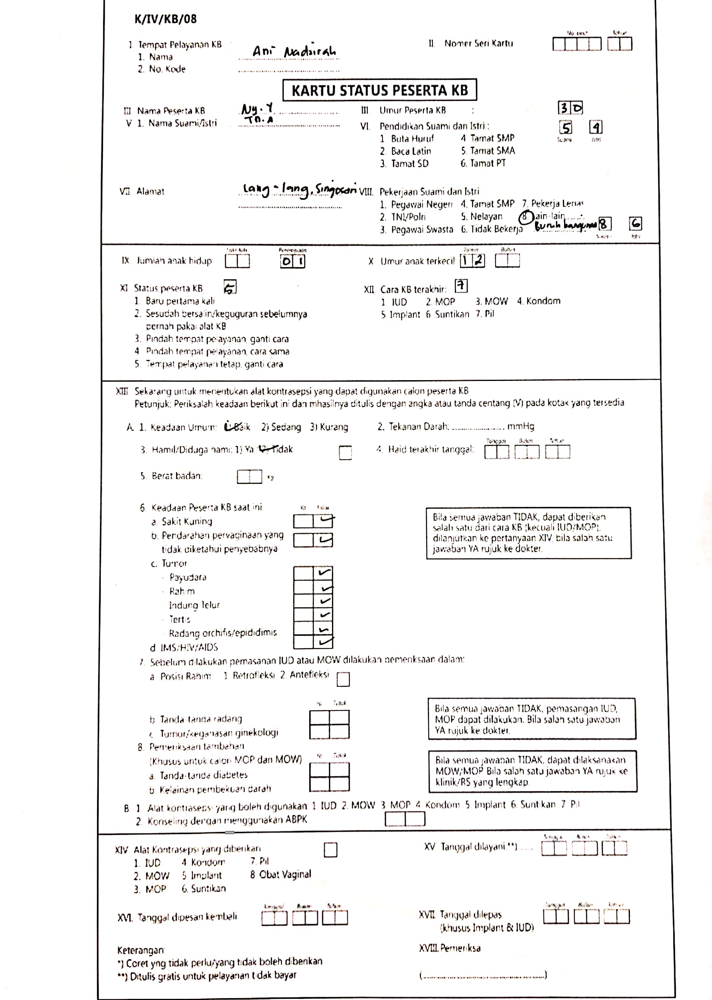 K/IV/KB/08
No. urut Tahun
I. Tempat Pelayanan KB II. Nomer Seri Kartu
1. Nama Ani Nadzirah
2. No. Kode
KARTU STATUS PESERTA KB
III Nama Peserta KB Ny. Y III Umur Peserta KB : 30
V 1. Nama Suami/Istri Tn. A VI. Pendidikan Suami dan Istri : 5 4
1 Buta Huruf 4 Tamat SMP Suami Istri
2. Baca Latin 5. Tamat SMA
3. Tamat SD 6. Tamat PT
VII Alamat Lang-lang, Singosari VIII. Pekerjaan Suami dan Istri
1. Pegawai Negeri 4. Tamat SMP 7. Pekerja Lepas
2. TNI/Polri 5. Nelayan 8. Lain-lain
3. Pegawai Swasta 6. Tidak Bekerja Buruh bangunan 8 6
Suami Istri
Laki-laki Perempuan Tahun Bulan
IX Jumlah anak hidup 01 X Umur anak terkecil 12
XI Status peserta KB 5 XII Cara KB terakhir: 7
1. Baru pertama kali 1 IUD 2. MOP 3. MOW 4. Kondom
2. Sesudah bersalin/keguguran sebelumnya 5 Implant 6 Suntikan 7. Pil
pernah pakai alat KB
3. Pindah tempat pelayanan, ganti cara
4 Pindah tempat pelayanan, cara sama
5. Tempat pelayanan tetap, ganti cara
XIII Sekarang untuk menentukan alat kontrasepsi yang dapat digunakan calon peserta KB
Petunjuk: Periksalah keadaan berikut ini dan mhasilnya ditulis dengan angka atau tanda centang (V) pada kotak yang tersedia
A. 1. Keadaan Umum: 1) Baik 2) Sedang 3) Kurang 2. Tekanan Darah: mmHg
Tanggal Bulan Tahun
3. Hamil/Diduga hami: 1) Ya 2) Tidak 4. Haid terakhir tanggal:
5. Berat badan: Kg
6 Keadaan Peserta KB saat ini Ya Tidak
a. Sakit Kuning ✓
b. Pendarahan pervaginaan yang ✓
tidak diketahui penyebabnya
Bila semua jawaban TIDAK, dapat diberikan
salah satu dari cara KB (kecuali IUD/MOP),
dilanjutkan ke pertanyaan XIV, bila salah satu
jawaban YA rujuk ke dokter.
c. Tumor
- Payudara ✓
- Rahim ✓
Indung Telur ✓
- Tertis ✓
- Radang orchifis/epididimis ✓
d IMS/HIV/AIDS ✓
7. Sebelum dilakukan pemasanan IUD atau MOW dilakukan pemeriksaan dalam:
a Posisi Rahim 1 Retrofleksi 2. Antefleksi
Ya Tidak
b Tanda-tanda radang
c. Tumor/keganasan ginekologi
Bila semua jawaban TIDAK, pemasangan IUD,
MOP dapat dilakukan. Bila salah satu jawaban
YA rujuk ke dokter.
8. Pemeriksaan tambahan
(Khusus untuk calon MOP dan MOW) Ya Tidak
a. Tanda-tanda diabetes
b. Kelainan pembekuan darah
Bila semua jawaban TIDAK, dapat dilaksanakan
MOW/MOP Bila salah satu jawaban YA rujuk ke
klinik/RS yang lengkap.
B. 1. Alat kontrasepsi yang boleh digunakan: 1 IUD 2. MOW 3 MOP 4 Kondom 5 Implant 6. Suntikan 7 Pil
2. Konseling dengan menggunakan ABPK
Tanggal Bulan Tahun
XIV Alat Kontrasepsi yang diberikan XV Tanggal dilayani **)
1. IUD 4 Kondom 7. Pil
2. MOW 5 Implant 8 Obat Vaginal
3. MOP 6. Suntikan
Tanggal Bulan Tahun Tanggal Bulan Tahun
XVI. Tanggal dipesan kembali XVII. Tanggal dilepas
(khusus Implant & IUD)
Keterangan: XVIII. Pemeriksa
*) Coret yng tidak perlu/yang tidak boleh diberikan
**) Ditulis gratis untuk pelayanan tidak bayar (..........)